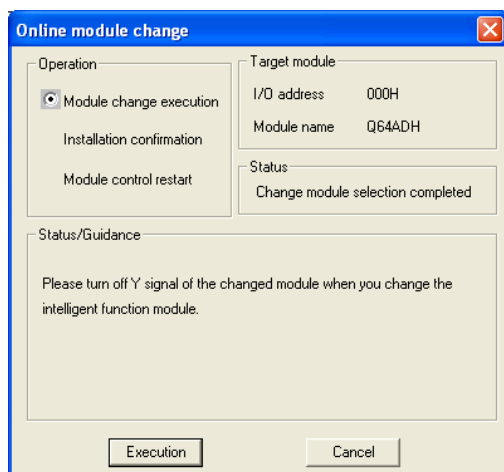 Online module change
Operation
Module change execution
Installation confirmation
Module control restart
Target module
I/O address 000H
Module name Q64ADH
Status
Change module selection completed
Status/Guidance
Please turn off Y signal of the changed module when you change the
intelligent function module.
Execution Cancel